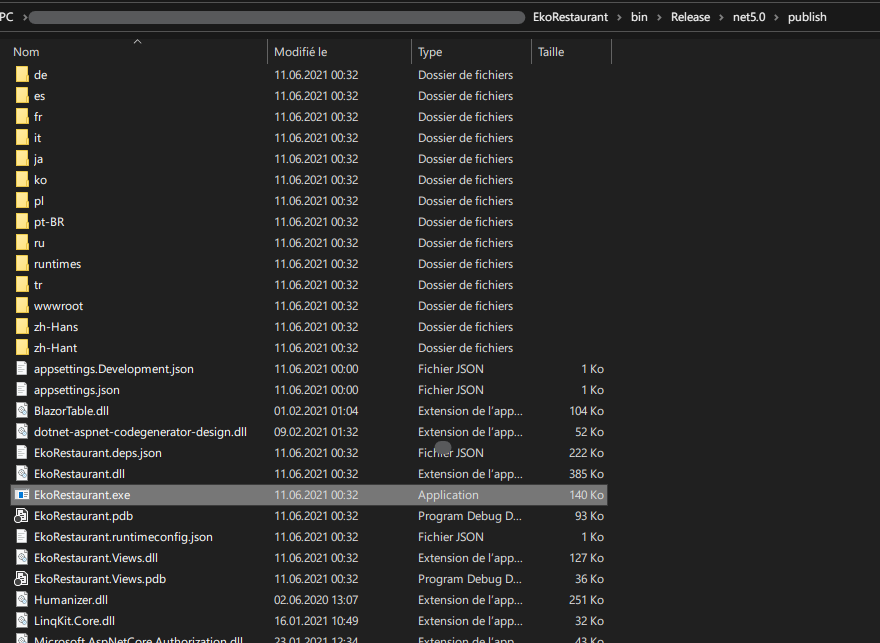 PC > EkoRestaurant > bin > Release > net5.0 > publish
Nom Modifié le Type Taille
de 11.06.2021 00:32 Dossier de fichiers
es 11.06.2021 00:32 Dossier de fichiers
fr 11.06.2021 00:32 Dossier de fichiers
it 11.06.2021 00:32 Dossier de fichiers
ja 11.06.2021 00:32 Dossier de fichiers
ko 11.06.2021 00:32 Dossier de fichiers
pl 11.06.2021 00:32 Dossier de fichiers
pt-BR 11.06.2021 00:32 Dossier de fichiers
ru 11.06.2021 00:32 Dossier de fichiers
runtimes 11.06.2021 00:32 Dossier de fichiers
tr 11.06.2021 00:32 Dossier de fichiers
wwwroot 11.06.2021 00:32 Dossier de fichiers
zh-Hans 11.06.2021 00:32 Dossier de fichiers
zh-Hant 11.06.2021 00:32 Dossier de fichiers
appsettings.Development.json 11.06.2021 00:00 Fichier JSON 1 Ko
appsettings.json 11.06.2021 00:00 Fichier JSON 1 Ko
BlazorTable.dll 01.02.2021 01:04 Extension de l'app... 104 Ko
dotnet-aspnet-codegenerator-design.dll 09.02.2021 01:32 Extension de l'app... 52 Ko
EkoRestaurant.deps.json 11.06.2021 00:32 Fichier JSON 222 Ko
EkoRestaurant.dll 11.06.2021 00:32 Extension de l'app... 385 Ko
EkoRestaurant.exe 11.06.2021 00:32 Application 140 Ko
EkoRestaurant.pdb 11.06.2021 00:32 Program Debug D... 93 Ko
EkoRestaurant.runtimeconfig.json 11.06.2021 00:32 Fichier JSON 1 Ko
EkoRestaurant.Views.dll 11.06.2021 00:32 Extension de l'app... 127 Ko
EkoRestaurant.Views.pdb 11.06.2021 00:32 Program Debug D... 36 Ko
Humanizer.dll 02.06.2020 13:07 Extension de l'app... 251 Ko
LinqKit.Core.dll 16.01.2021 10:49 Extension de l'app... 32 Ko
Microsoft.AspNetCore.Authorization.dll 23.01.2021 12:34 Extension de l'app... 43 Ko